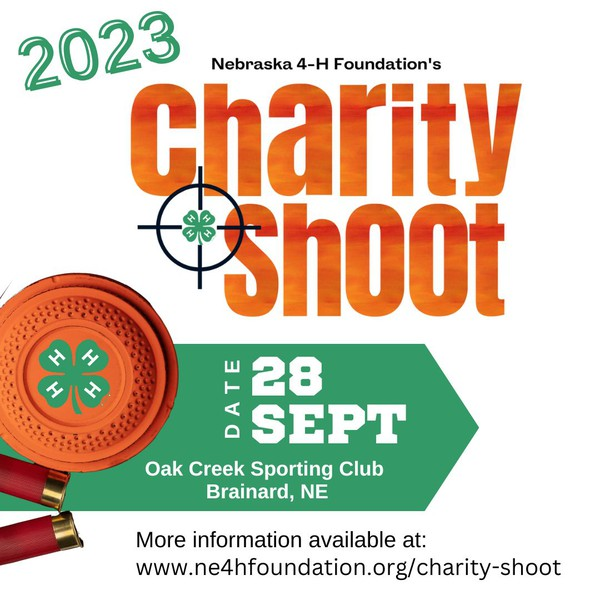 2023
Nebraska 4-H Foundation's
Charity
Shoot
DATE
28
SEPT
H H
H H
Oak Creek Sporting Club
Brainard, NE
More information available at:
www.ne4hfoundation.org/charity-shoot